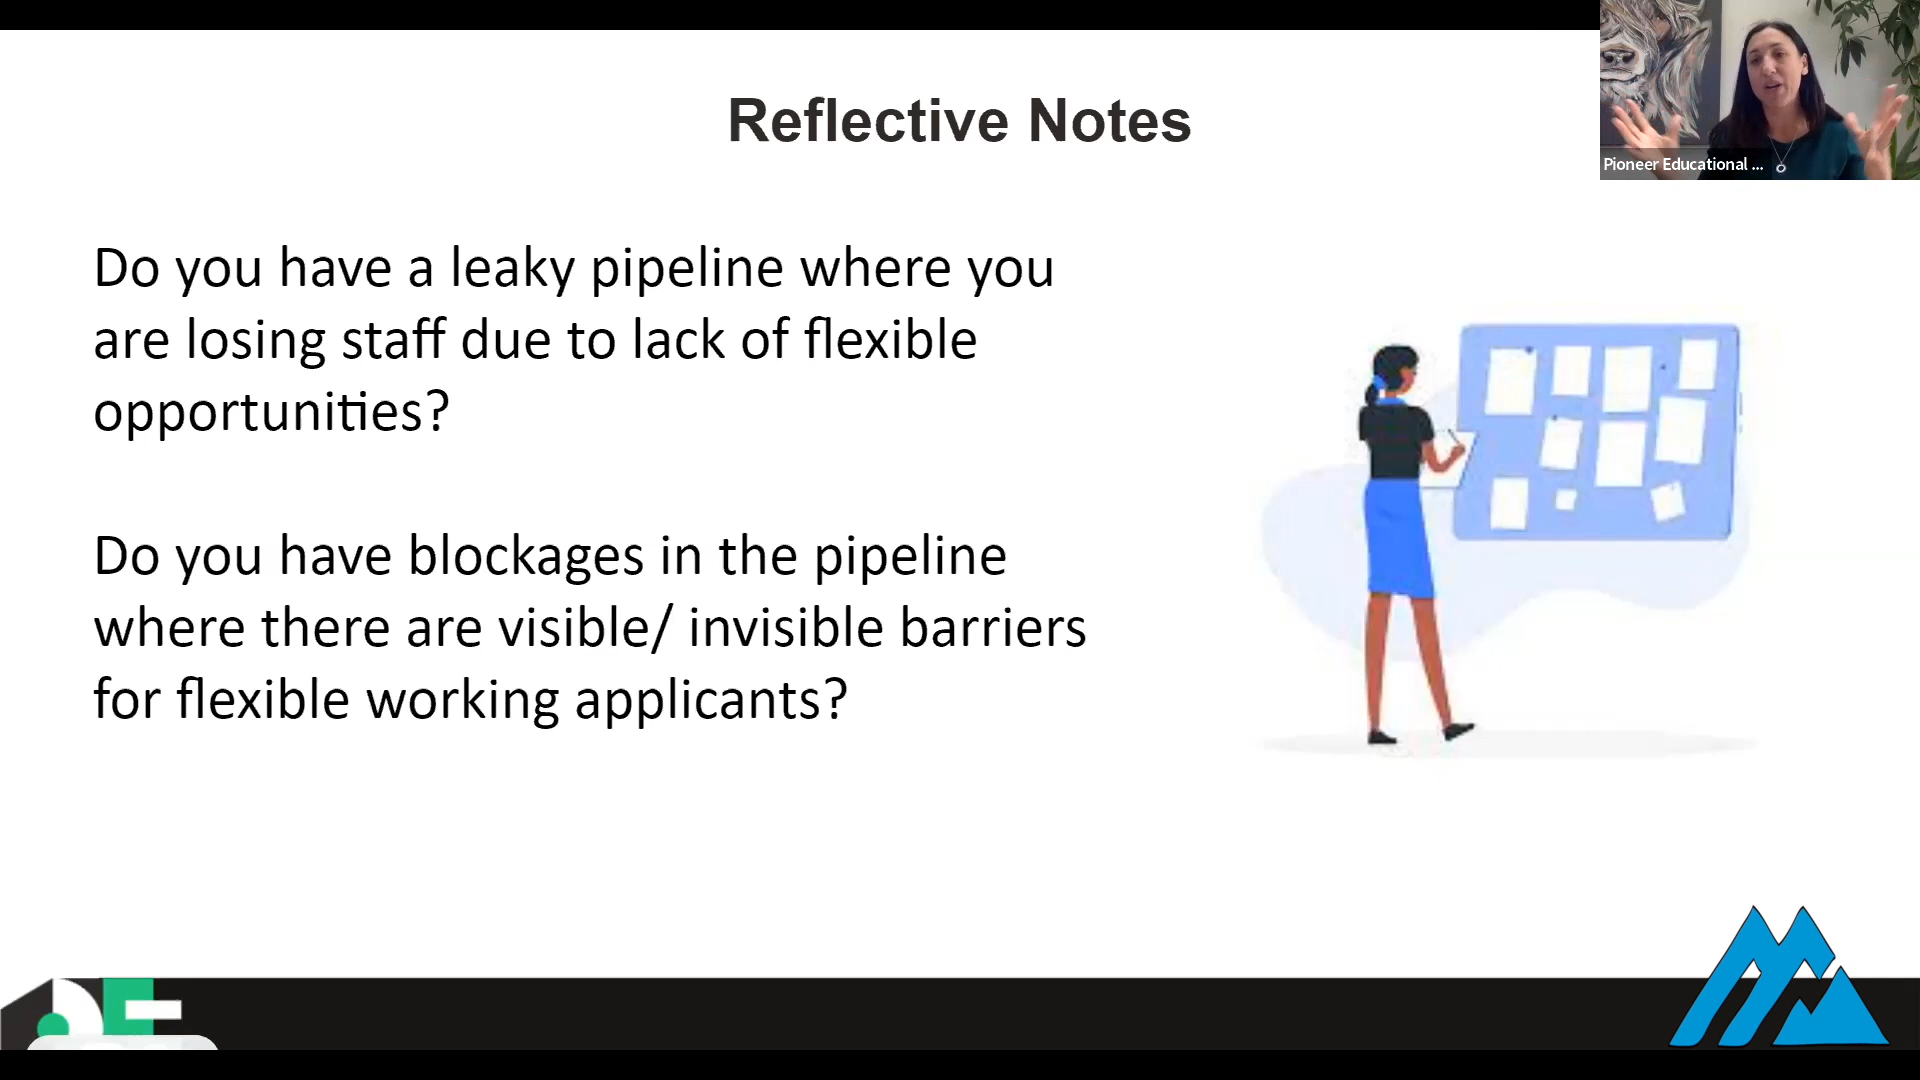 Reflective Notes
Pioneer Educational ...
Do you have a leaky pipeline where you
are losing staff due to lack of flexible
opportunities?
Do you have blockages in the pipeline
where there are visible/ invisible barriers
for flexible working applicants?